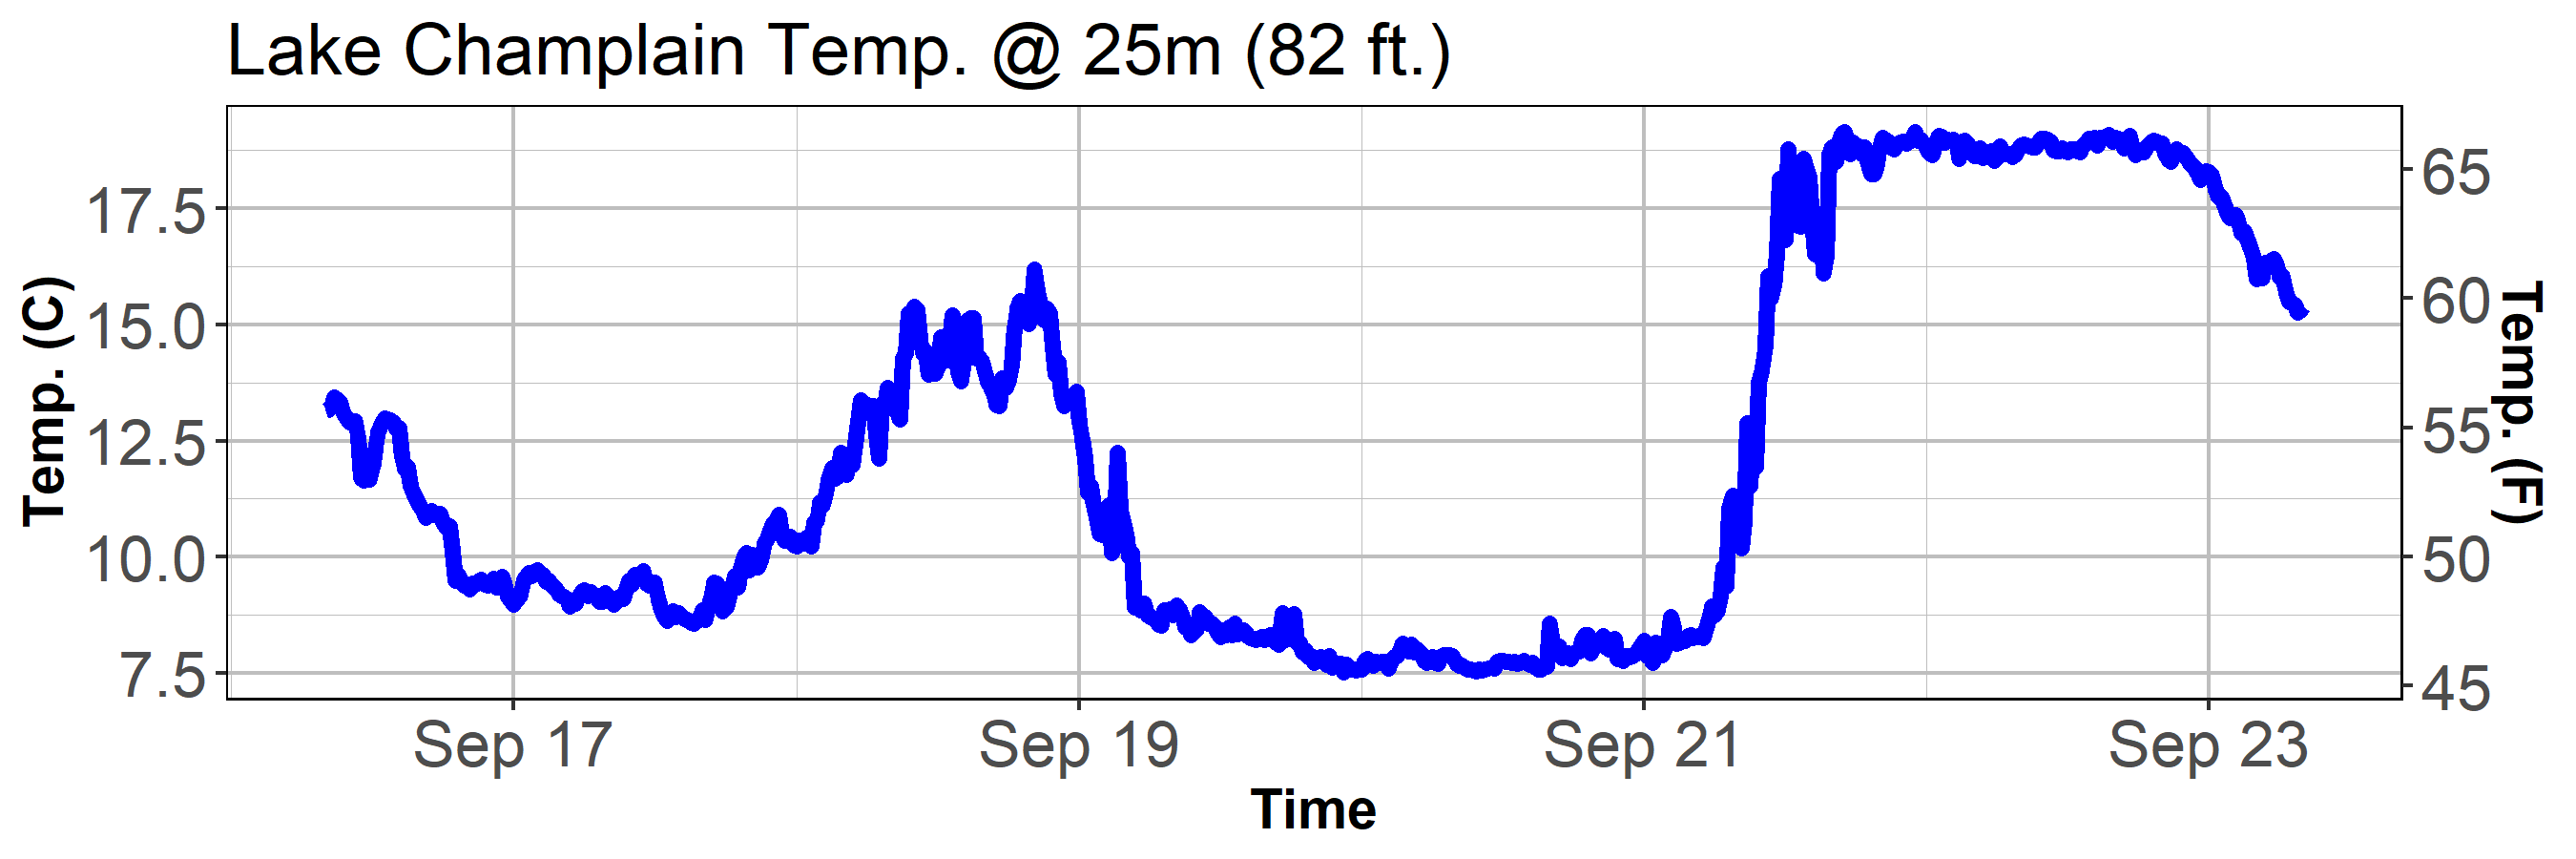 Lake Champlain Temp. @ 25m (82 ft.)
Temp. (C)
17.5
15.0
12.5
10.0
7.5
65
60
55
50
45
Temp. (F)
Sep 17 Sep 19 Sep 21 Sep 23
Time